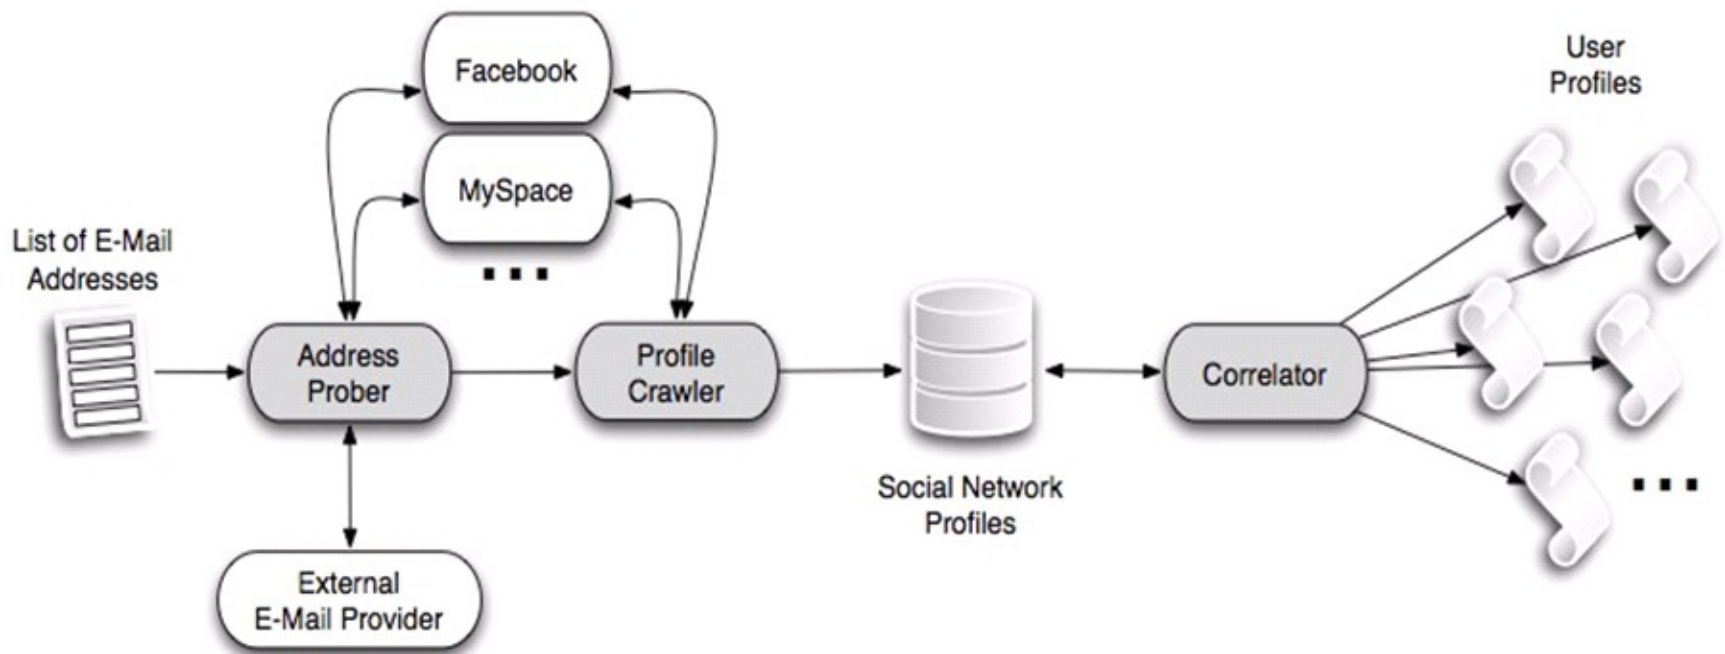 Facebook
MySpace
List of E-Mail
Addresses
Address
Prober
Profile
Crawler
External
E-Mail Provider
Social Network
Profiles
Correlator
User
Profiles